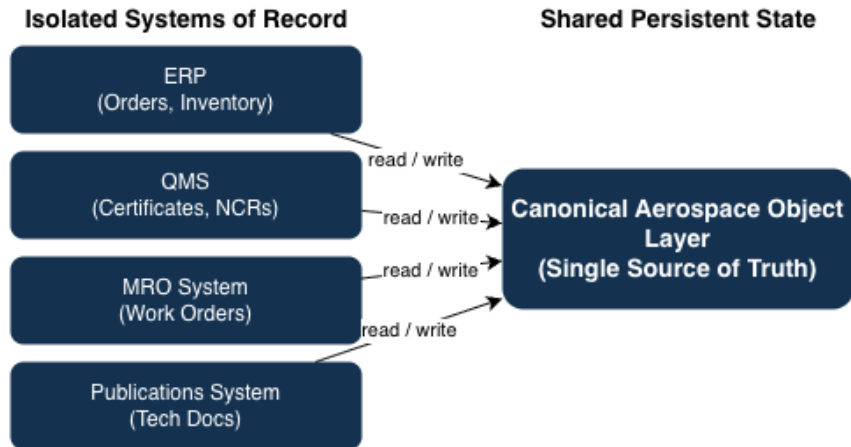 Isolated Systems of Record
Shared Persistent State
ERP
(Orders, Inventory)
read / write
QMS
(Certificates, NCRs)
read / write
Canonical Aerospace Object
Layer
(Single Source of Truth)
MRO System
(Work Orders)
read / write
read / write
Publications System
(Tech Docs)